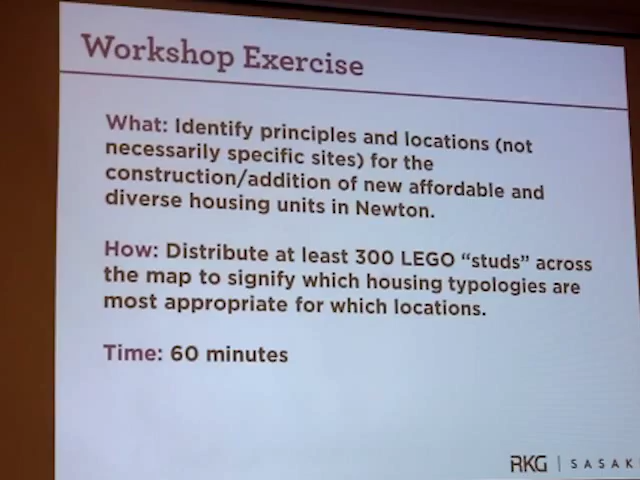 Workshop Exercise
What: Identify principles and locations (not
necessarily specific sites) for the
construction/addition of new affordable and
diverse housing units in Newton.
How: Distribute at least 300 LEGO “studs” across
the map to signify which housing typologies are
most appropriate for which locations.
Time: 60 minutes
RKG | SASAK